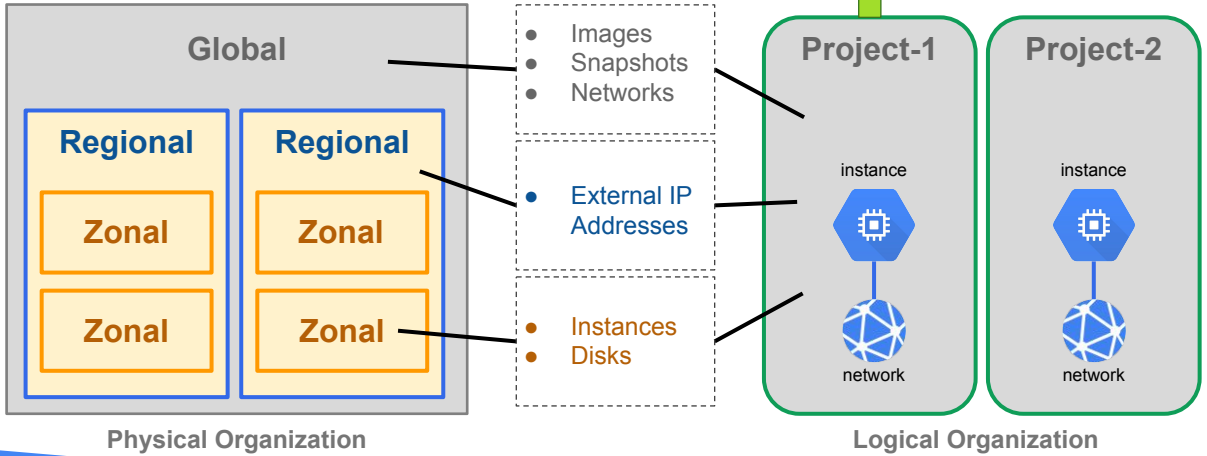 Global
Regional
Regional
Zonal
Zonal
Zonal
Zonal
Physical Organization
● Images
● Snapshots
● Networks
● External IP
Addresses
● Instances
● Disks
Project-1
instance
network
Project-2
instance
network
Logical Organization